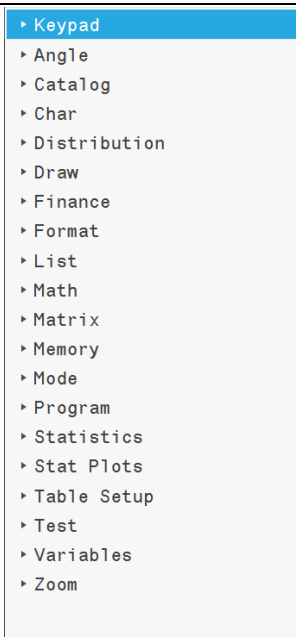 Keypad
Angle
Catalog
Char
Distribution
Draw
Finance
Format
List
Math
Matrix
Memory
Mode
Program
Statistics
Stat Plots
Table Setup
Test
Variables
Zoom